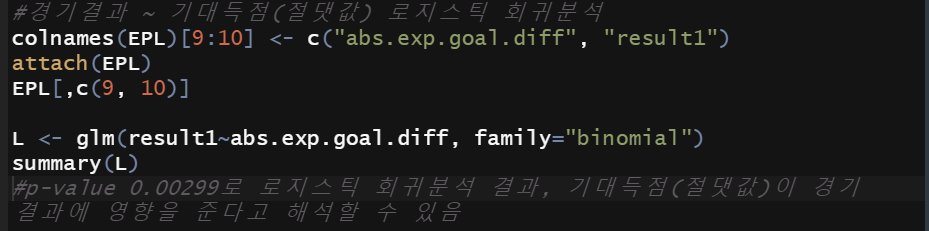 #경기결과 ~ 기대득점(절댓값) 로지스틱 회귀분석
colnames(EPL)[9:10] <- c("abs.exp.goal.diff", "result1")
attach(EPL)
EPL[,c(9, 10)]
L <- glm(result1~abs.exp.goal.diff, family="binomial")
summary(L)
#p-value 0.00299로 로지스틱 회귀분석 결과, 기대득점(절댓값)이 경기
결과에 영향을 준다고 해석할 수 있음